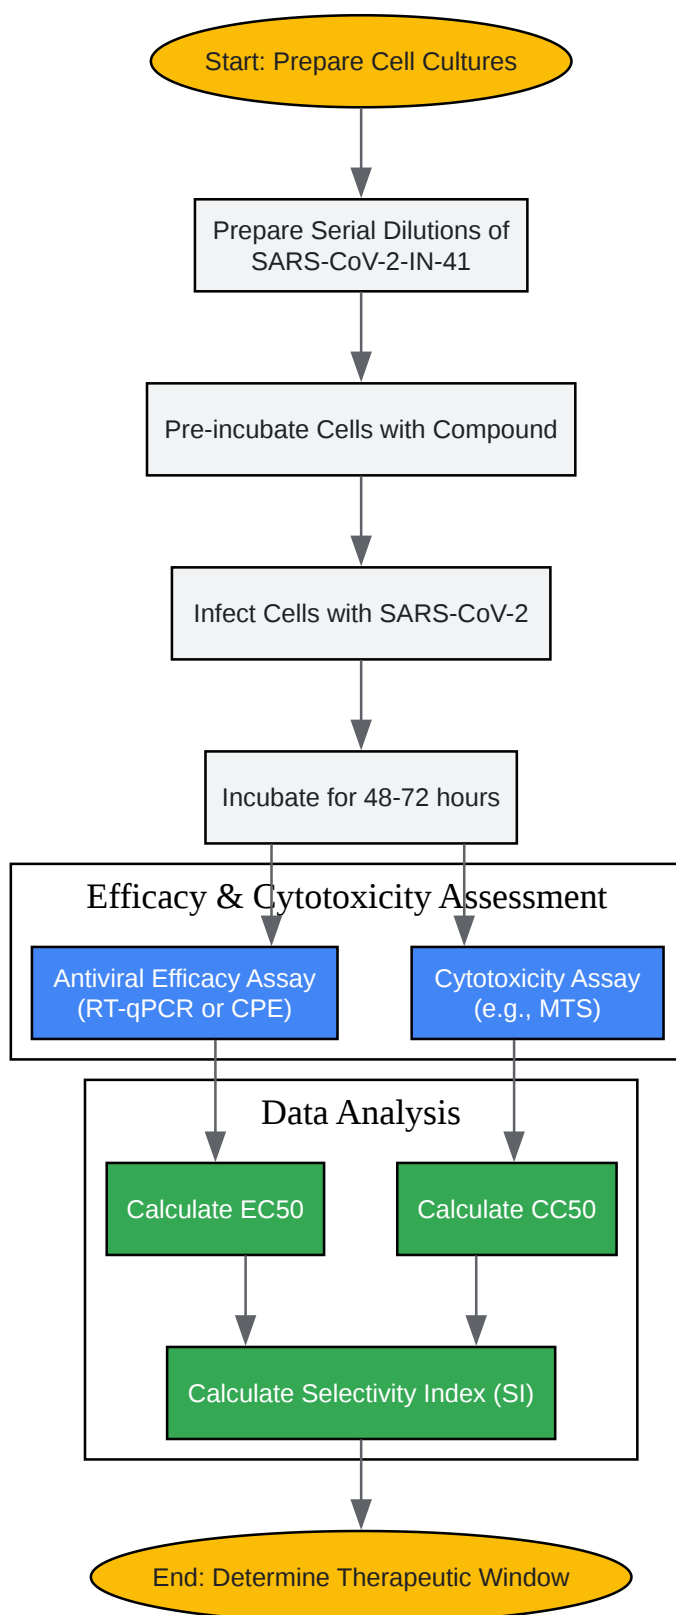 Start: Prepare Cell Cultures
Prepare Serial Dilutions of
SARS-CoV-2-IN-41
Pre-incubate Cells with Compound
Infect Cells with SARS-CoV-2
Incubate for 48-72 hours
Efficacy & Cytotoxicity Assessment
Antiviral Efficacy Assay
(RT-qPCR or CPE)
Cytotoxicity Assay
(e.g., MTS)
Data Analysis
Calculate EC50
Calculate CC50
Calculate Selectivity Index (SI)
End: Determine Therapeutic Window